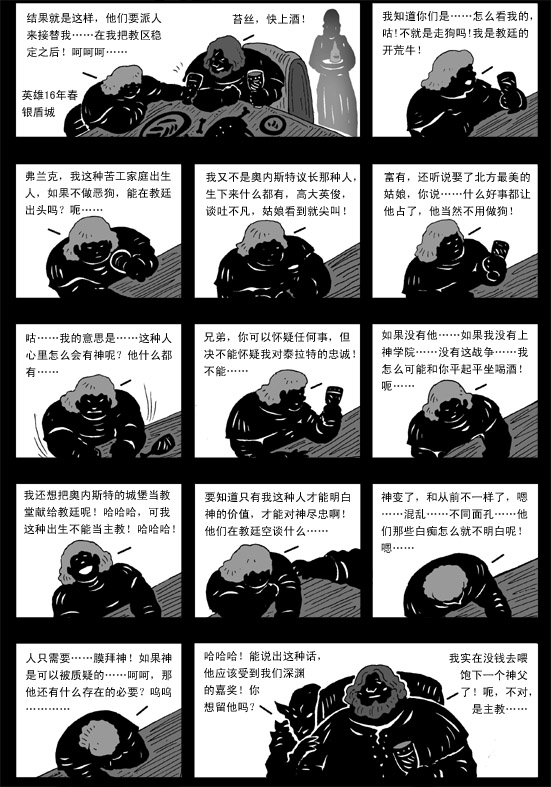 结果就是这样，他们要派人
来接替我……在我把教区稳
定之后！呵呵呵……
苔丝，快上酒！
英雄16年春
银盾城
我知道你们是……怎么看我的，
咕!不就是走狗吗!我是教廷的
开荒牛！
弗兰克，我这种苦工家庭出生
人，如果不做恶狗，能在教廷
出头吗？呃……
我又不是奥内斯特议长那种人，
生下来什么都有，高大英俊，
谈吐不凡，姑娘看到就尖叫！
富有，还听说娶了北方最美的
姑娘，你说……什么好事都让
他占了，他当然不用做狗！
咕……我的意思是……这种人
心里怎么会有神呢？他什么都
有……
兄弟，你可以怀疑任何事，但
决不能怀疑我对泰拉特的忠诚！
不能……
如果没有他……如果我没有上
神学院……没有这战争……我
怎么可能和你平起平坐喝酒！
呃……
我还想把奥内斯特的城堡当教
堂献给教廷呢！哈哈哈，可我
这种出生不能当主教！哈哈哈！
要知道只有我这种人才能明白
神的价值，才能对神尽忠啊！
他们在教廷空谈什么……
神变了，和从前不一样了，嗯
……混乱……不同面孔……他
们那些白痴怎么就不明白呢！
嗯……
人只需要……膜拜神！如果神
是可以被质疑的……呵呵，那
他还有什么存在的必要？呜呜
…………
哈哈哈！能说出这种话，
他应该受到我们深渊
的嘉奖！你
想留他吗？
我实在没钱去喂
饱下一个神父
了！呃，不对，
是主教……